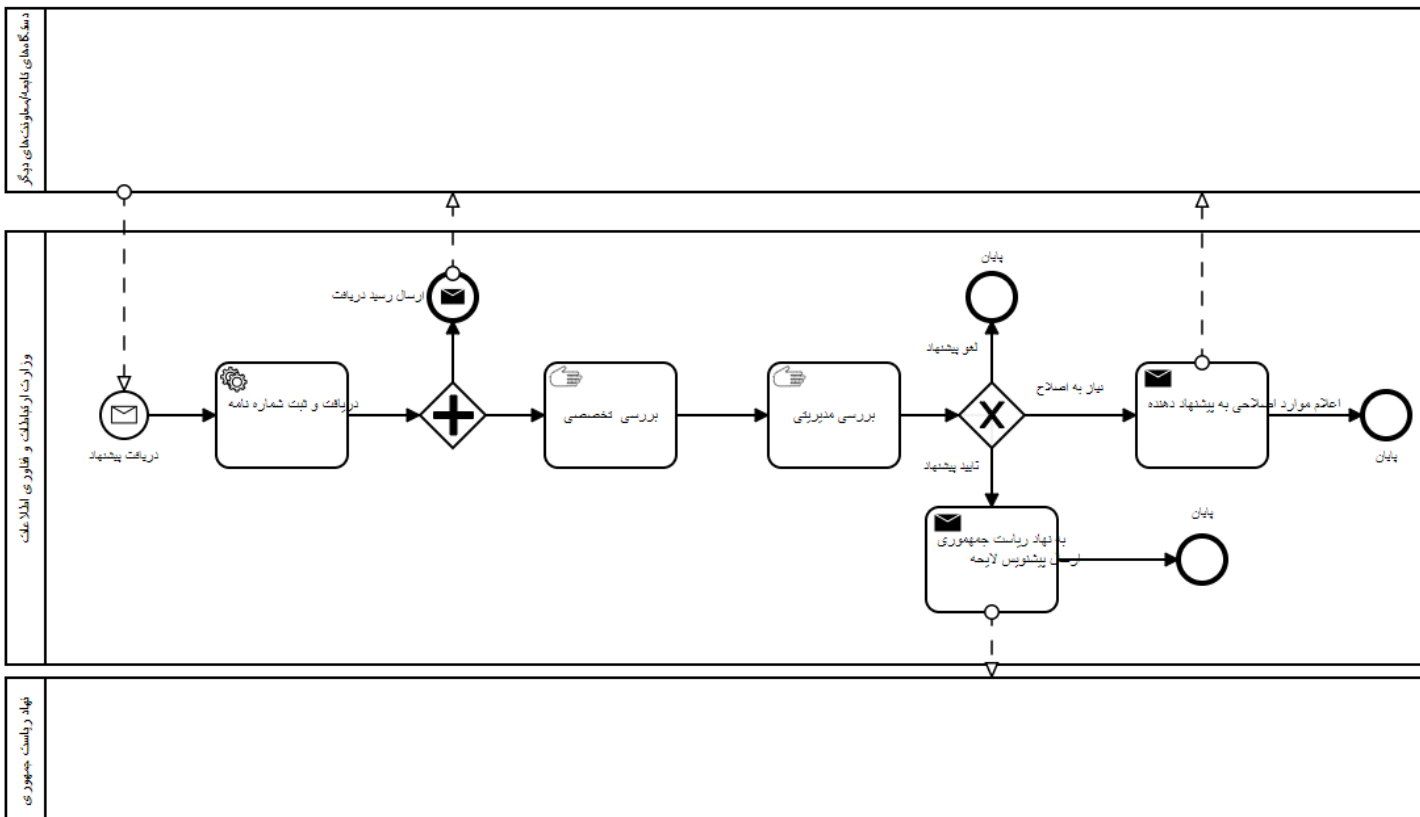 دستگاه‌های تابعه/معاونت‌های دیگر
وزارت ارتباطات و فناوری اطلاعات
نهاد ریاست جمهوری
دریافت پیشنهاد
دریافت و ثبت شماره نامه
ارسال رسید دریافت
بررسی تخصصی
بررسی مدیریتی
پایان
لغو پیشنهاد
نیاز به اصلاح
تایید پیشنهاد
اعلام موارد اصلاحی به پیشنهاد دهنده
پایان
به نهاد ریاست جمهموری
ارسال پیشنویس لایحه
پایان